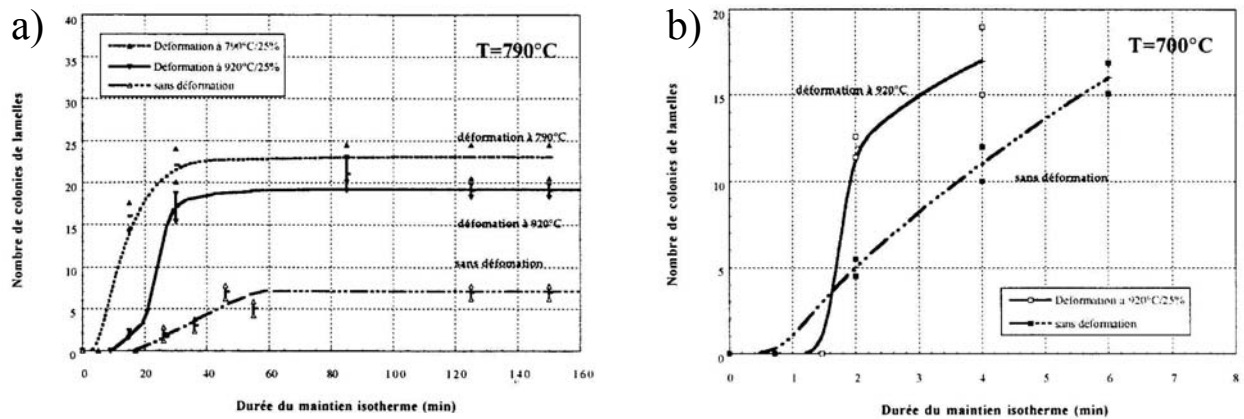 a)
Nombre de colonies de lamelles
40
35
30
25
20
15
10
5
0
Deformation à 790°C/25%
Déformation à 920°C/25%
sans déformation
T=790°C
déformation à 790°C
défomation à 920°C
sans défomation
0 20 40 60 80 100 120 140 160
Durée du maintien isotherme (min)
b)
Nombre de colonies de lamelles
20
15
10
5
0
T=700°C
déformation à 920°C
sans déformation
Deformation à 920°C/25%
sans déformation
0 1 2 3 4 5 6 7 8
Durée du maintien isotherme (min)